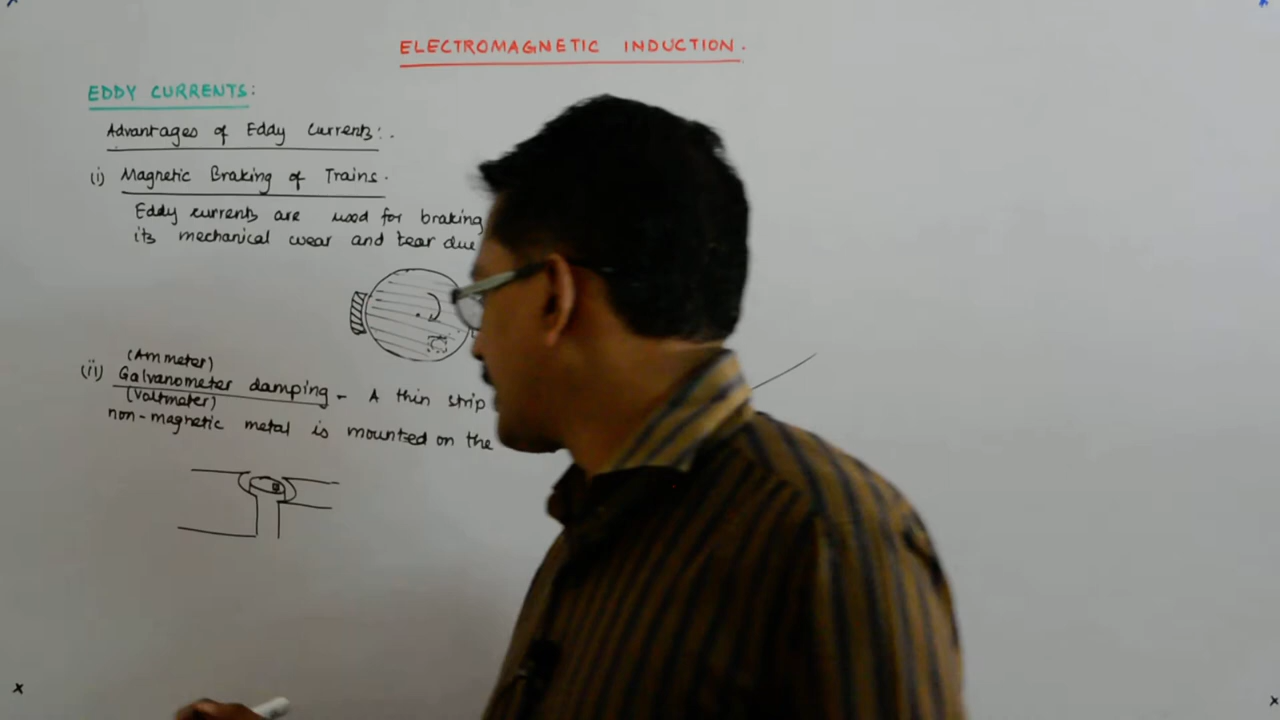 ELECTROMAGNETIC INDUCTION.
EDDY CURRENTS:
Advantages of Eddy Currents:.
(i) Magnetic Braking of Trains.
Eddy currents are used for braking
its mechanical wear and tear due
(Ammeter)
(ii) Galvanometer damping - A thin strip
(Voltmeter)
non-magnetic metal is mounted on the